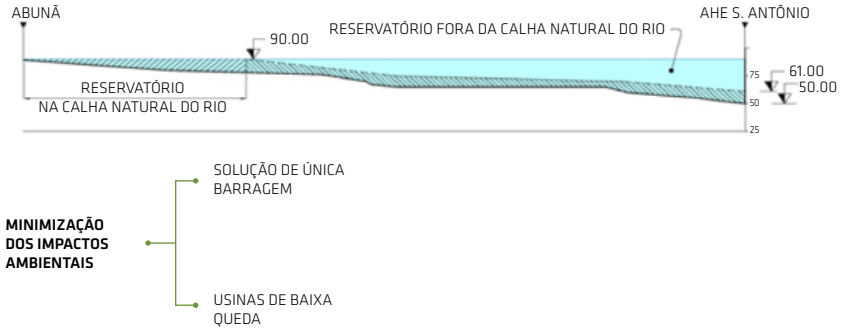 ABUNÃ
AHE S. ANTÔNIO
RESERVATÓRIO FORA DA CALHA NATURAL DO RIO
90.00
75
61.00
50.00
50
25
RESERVATÓRIO
NA CALHA NATURAL DO RIO
SOLUÇÃO DE ÚNICA
BARRAGEM
MINIMIZAÇÃO
DOS IMPACTOS
AMBIENTAIS
USINAS DE BAIXA
QUEDA